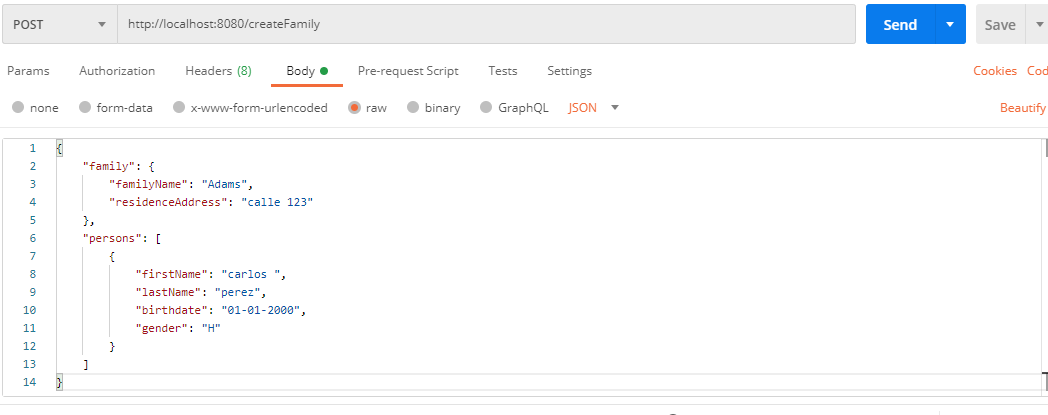 POST http://localhost:8080/createFamily Send Save
Params Authorization Headers (8) Body Pre-request Script Tests Settings Cookies Cod
none form-data x-www-form-urlencoded raw binary GraphQL JSON Beautify
1 {
2 "family": {
3 "familyName": "Adams",
4 "residenceAddress": "calle 123"
5 },
6 "persons": [
7 {
8 "firstName": "carlos ",
9 "lastName": "perez",
10 "birthdate": "01-01-2000",
11 "gender": "H"
12 }
13 ]
14 }